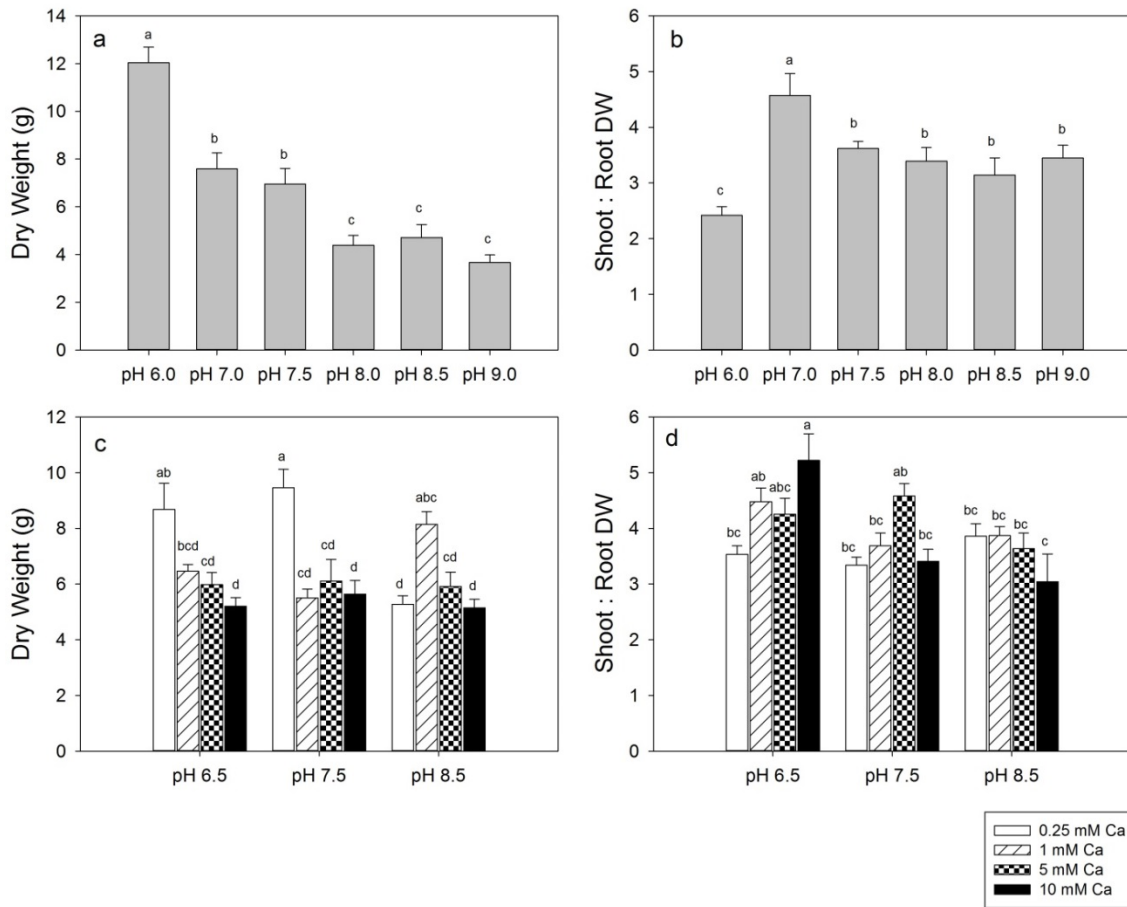 a
Dry Weight (g)
14
12
10
8
6
4
2
0
a
b
b
c
c
c
pH 6.0 pH 7.0 pH 7.5 pH 8.0 pH 8.5 pH 9.0
b
Shoot : Root DW
6
5
4
3
2
1
0
c
a
b
b
b
b
pH 6.0 pH 7.0 pH 7.5 pH 8.0 pH 8.5 pH 9.0
c
Dry Weight (g)
12
10
8
6
4
2
0
ab
bcd
cd
d
a
cd
cd
d
d
abc
cd
d
pH 6.5 pH 7.5 pH 8.5
d
Shoot : Root DW
6
5
4
3
2
1
0
bc
ab
abc
a
bc
bc
ab
bc
bc
bc
bc
c
pH 6.5 pH 7.5 pH 8.5
0.25 mM Ca
1 mM Ca
5 mM Ca
10 mM Ca